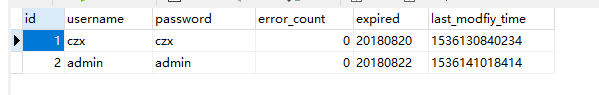 id username password error_count expired last_modfiy_time
1 czx czx 0 20180820 1536130840234
2 admin admin 0 20180822 1536141018414